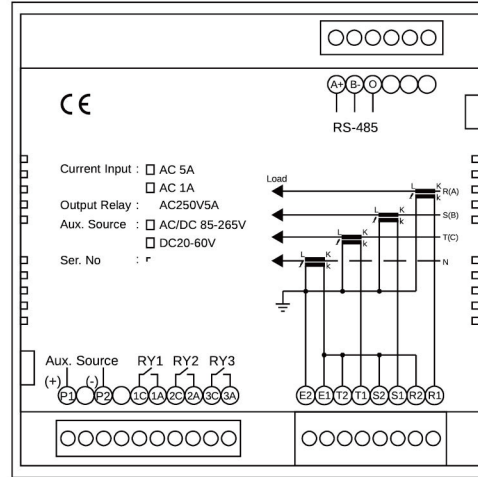 A+ B- O
RS-485
CE
Current Input : AC 5A
AC 1A
Output Relay : AC250V5A
Aux. Source : AC/DC 85-265V
DC20-60V
Ser. No :
Load
L K R(A)
l k
L K S(B)
l k
L K T(C)
l k
L K N
l k
Aux. Source RY1 RY2 RY3
(+) (-)
P1 P2 1C 1A 2C 2A 3C 3A E2 E1 T2 T1 S2 S1 R2 R1